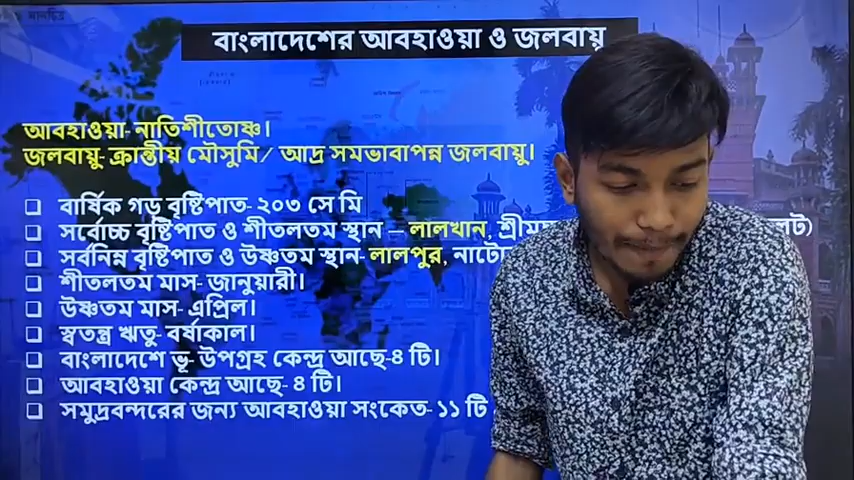 বাংলাদেশের আবহাওয়া ও জলবায়ু
আবহাওয়া- নাতিশীতোষ্ণ।
জলবায়ু- ক্রান্তীয় মৌসুমি/ আদ্র সমভাবাপন্ন জলবায়ু।
বার্ষিক গড় বৃষ্টিপাত- ২০৩ সে মি
সর্বোচ্চ বৃষ্টিপাত ও শীতলতম স্থান – লালখান, শ্রীম
সর্বনিন্ন বৃষ্টিপাত ও উষ্ণতম স্থান- লালপুর, নাটো
শীতলতম মাস- জানুয়ারী।
উষ্ণতম মাস- এপ্রিল।
স্বতন্ত্র ঋতু- বর্ষাকাল।
বাংলাদেশে ভূ- উপগ্রহ কেন্দ্র আছে-৪ টি।
আবহাওয়া কেন্দ্র আছে- ৪ টি।
সমুদ্রবন্দরের জন্য আবহাওয়া সংকেত- ১১ টি